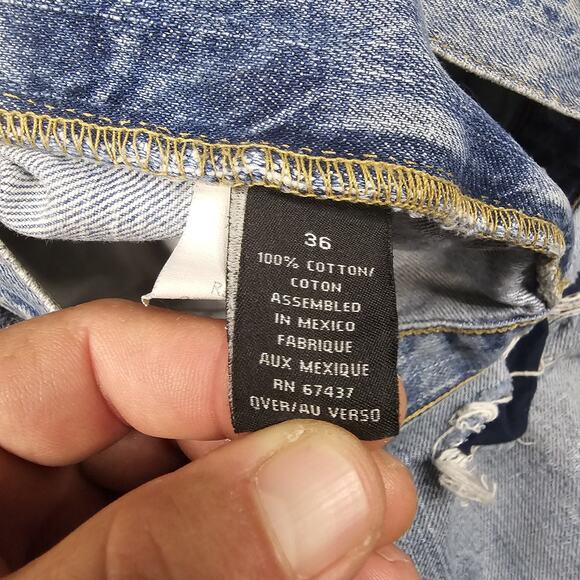 36
100% COTTON/
COTON
ASSEMBLED
IN MEXICO
FABRIQUE
AUX MEXIQUE
RN 67437
OVER/AU VERSO
R